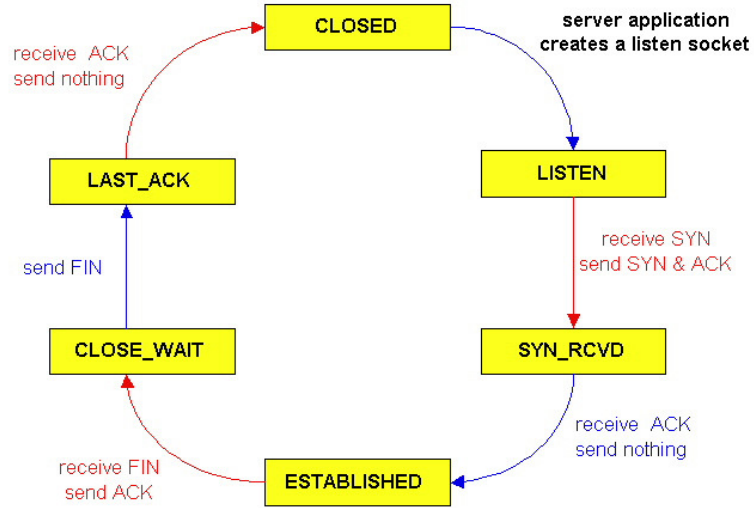 CLOSED
server application
creates a listen socket
receive ACK
send nothing
LAST_ACK
LISTEN
receive SYN
send SYN & ACK
send FIN
CLOSE_WAIT
SYN_RCVD
receive ACK
send nothing
receive FIN
send ACK
ESTABLISHED